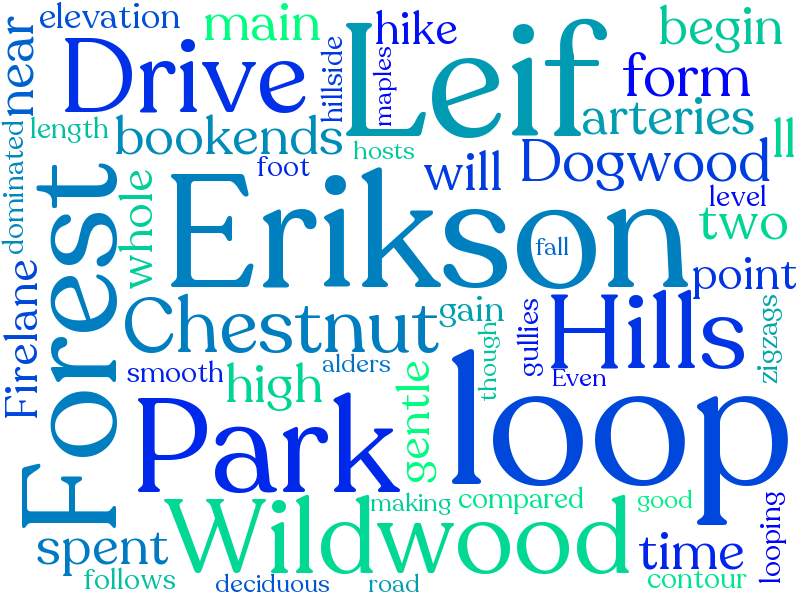 elevation
main
hike
begin
near
Drive
hillside
maples
Leif
form
length
bookends
hosts
arteries
ll
dominated
foot
will
Dogwood
Forest
whole
Erikson
fall
level
two
point
Firelane
Chestnut
gain
though
gullies
Hills
zigzags
smooth
alders
Even
high
gentle
loop
Park
Wildwood
making
compared
good
looping
spent
time
follows
deciduous
road
contour